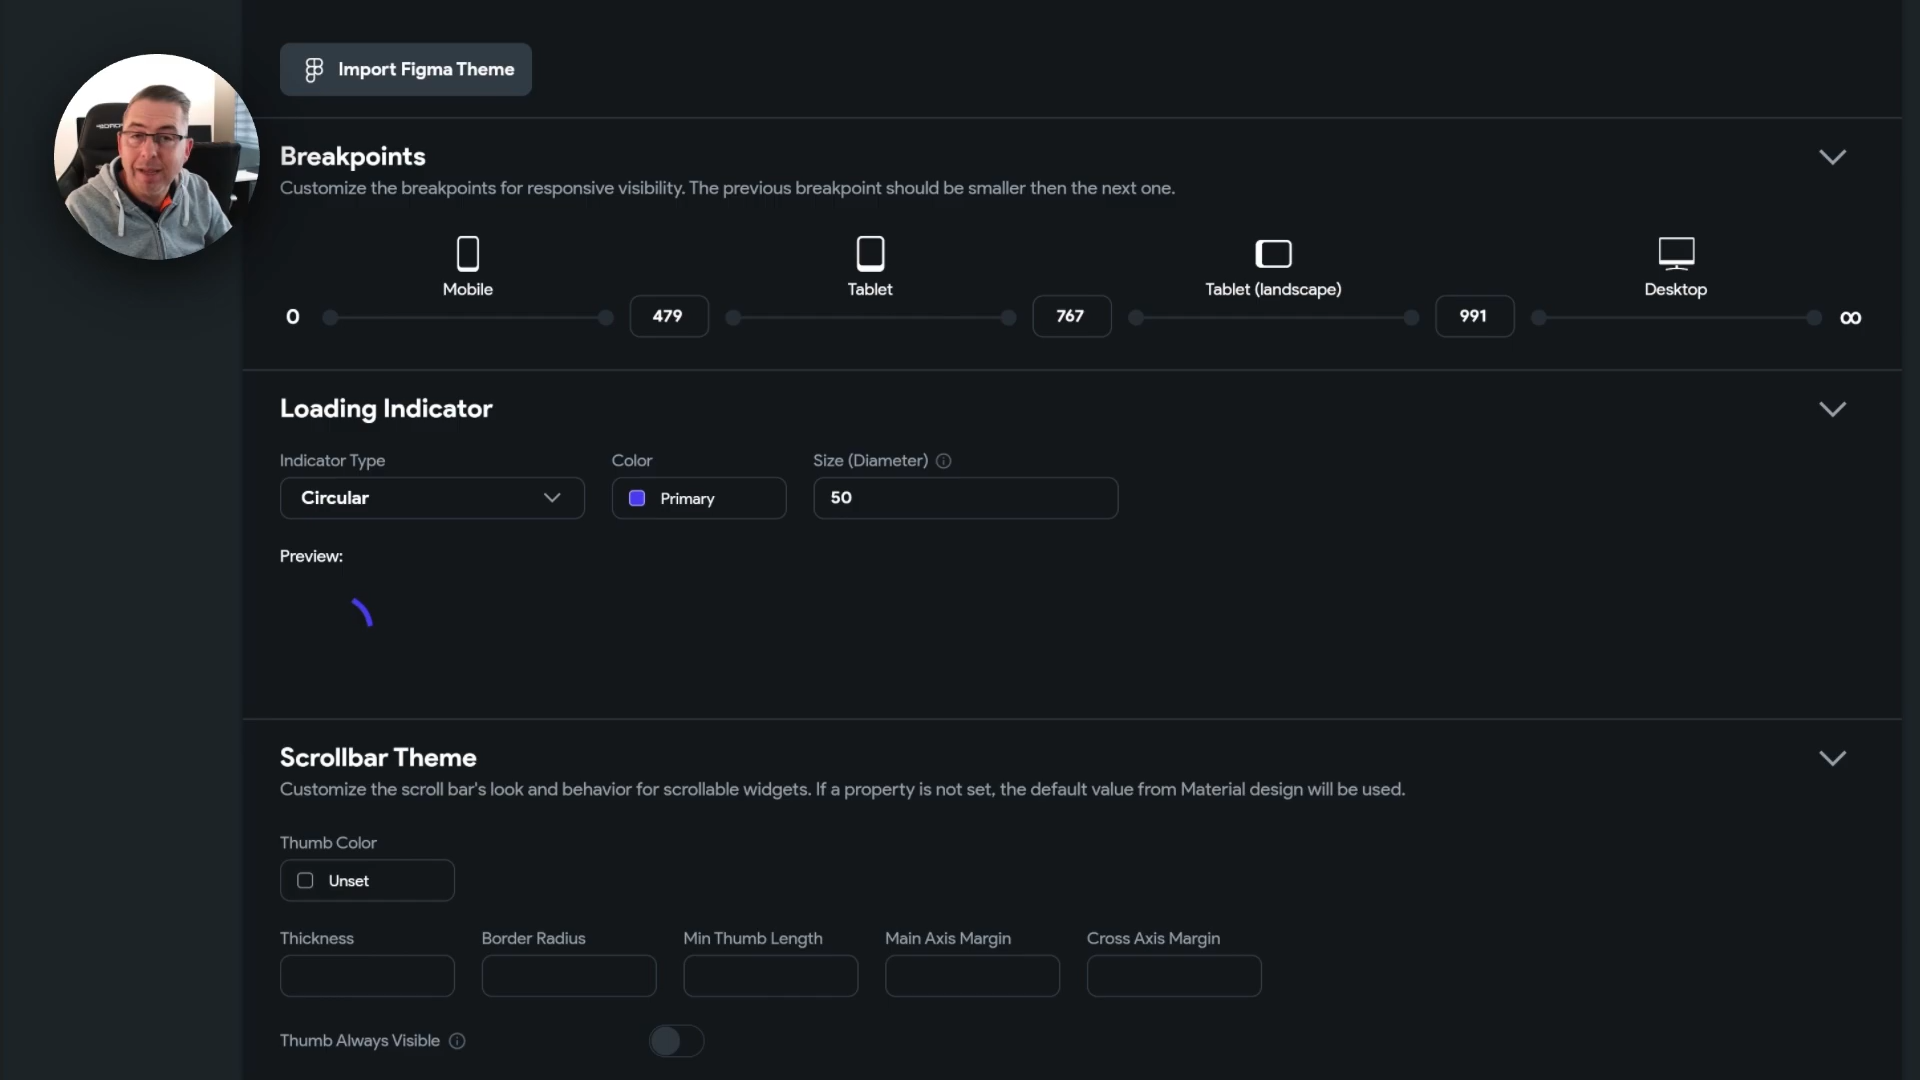 Import Figma Theme
Breakpoints
Customize the breakpoints for responsive visibility. The previous breakpoint should be smaller then the next one.
Mobile
Tablet
Tablet (landscape)
Desktop
0
479
767
991
∞
Loading Indicator
Indicator Type
Color
Size (Diameter)
Circular
Primary
50
Preview:
Scrollbar Theme
Customize the scroll bar's look and behavior for scrollable widgets. If a property is not set, the default value from Material design will be used.
Thumb Color
Unset
Thickness
Border Radius
Min Thumb Length
Main Axis Margin
Cross Axis Margin
Thumb Always Visible